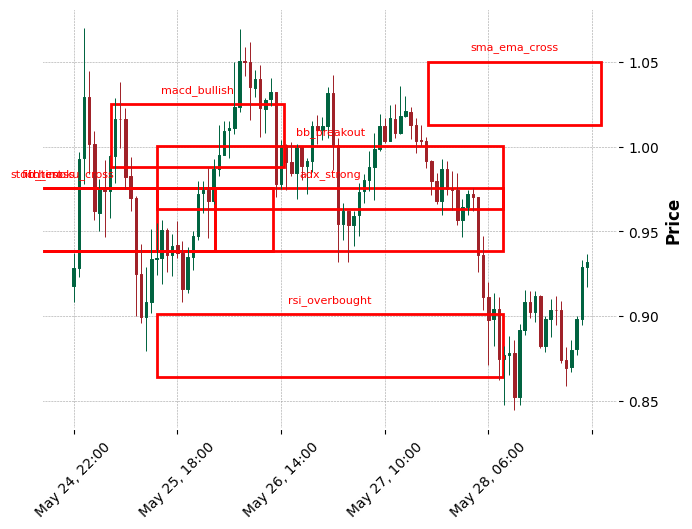 sma_ema_cross
1.05
macd_bullish
bb_breakout
1.00
adx_strong
0.95
Price
rsi_overbought
0.90
0.85
May 24, 22:00
May 25, 18:00
May 26, 14:00
May 27, 10:00
May 28, 06:00